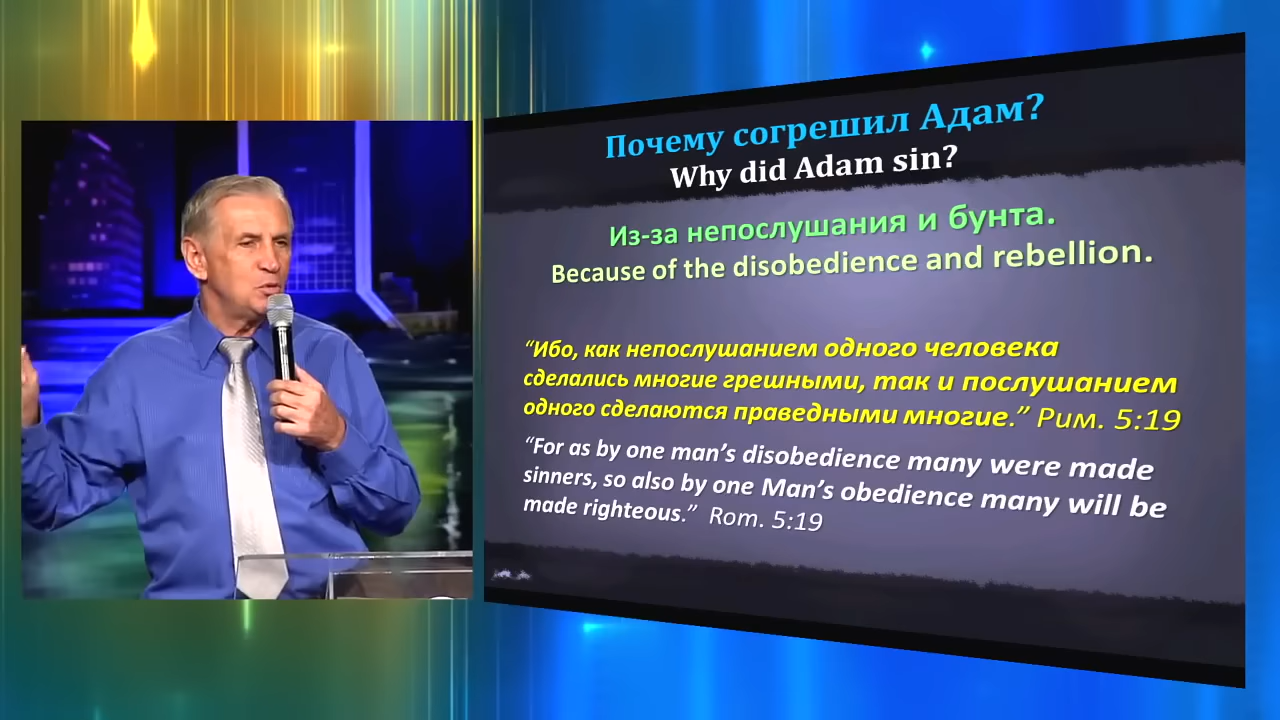 Почему согрешил Адам?
Why did Adam sin?
Из-за непослушания и бунта.
Because of the disobedience and rebellion.
“Ибо, как непослушанием одного человека
сделались многие грешными, так и послушанием
одного сделаются праведными многие.” Рим. 5:19
“For as by one man’s disobedience many were made
sinners, so also by one Man’s obedience many will be
made righteous.” Rom. 5:19